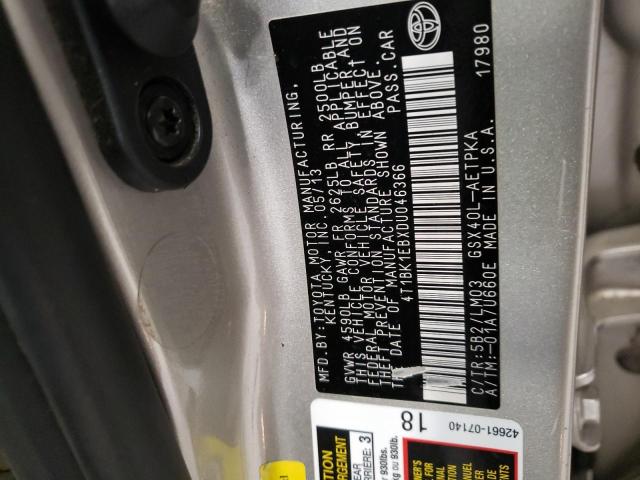 MFD.BY: TOYOTA MOTOR MANUFACTURING,
KENTUCKY, INC. 05/13
GVWR 4590LB GAWR FR 2625LB RR 2500LB
THIS VEHICLE CONFORMS TO ALL APPLICABLE
FEDERAL MOTOR VEHICLE SAFETY, BUMPER, AND
THEFT PREVENTION STANDARDS IN EFFECT ON
THE DATE OF MANUFACTURE SHOWN ABOVE.
4T1BK1EBXDU046366 PASS.CAR
C/TR:5B2/LM03 GSX40L-AETPKA 17980
A/TM:-01A/U660E MADE IN U.S.A.
42661-07140
18